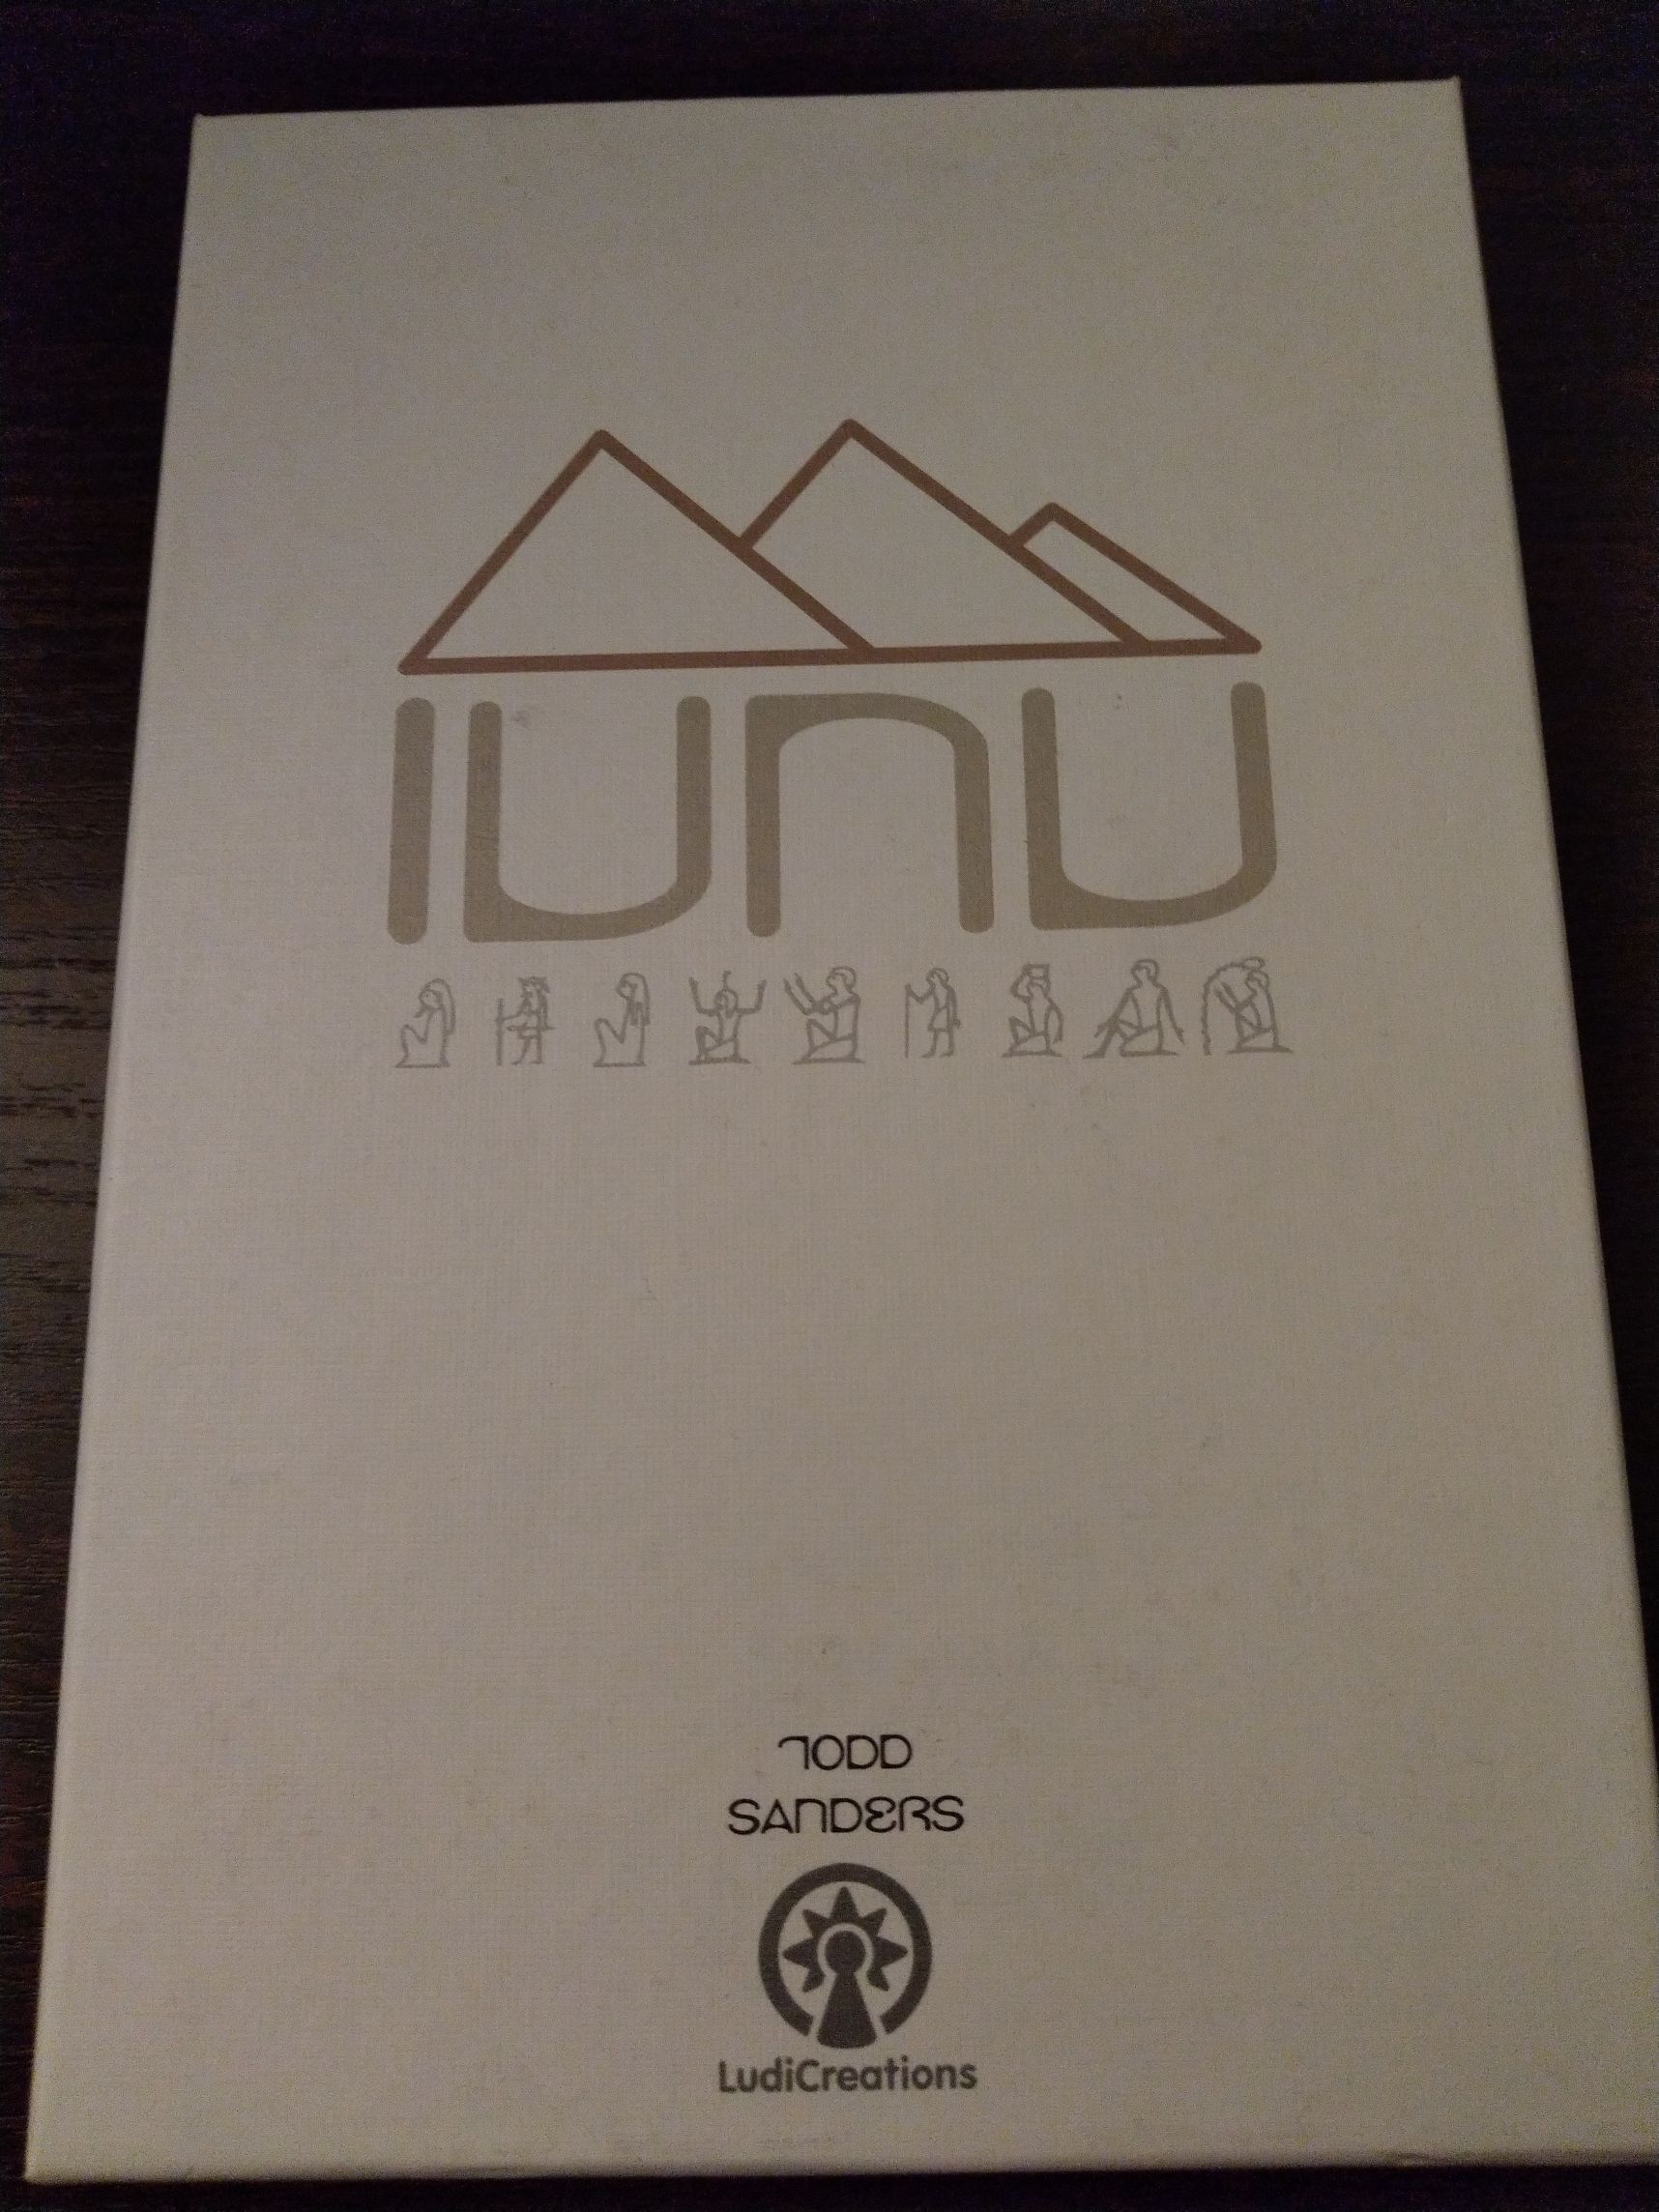 IUNU
TODD
SANDERS
LudiCreations